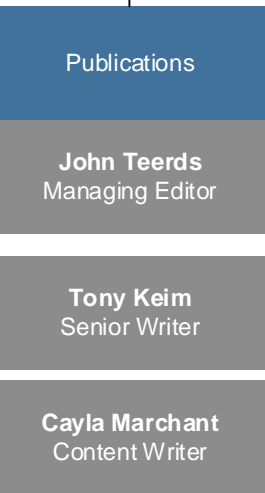 Publications
John Teerds
Managing Editor
Tony Keim
Senior Writer
Cayla Marchant
Content Writer